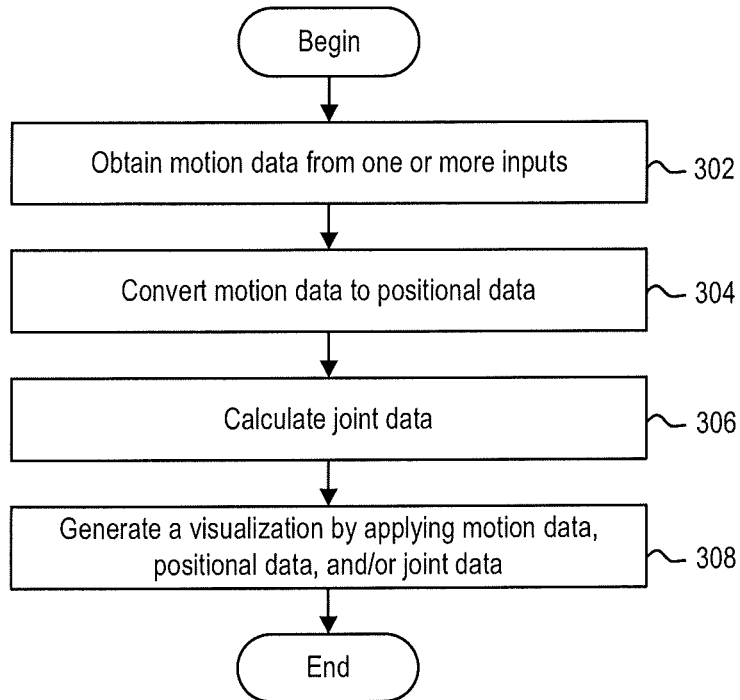 Begin
Obtain motion data from one or more inputs
302
Convert motion data to positional data
304
Calculate joint data
306
Generate a visualization by applying motion data,
positional data, and/or joint data
308
End